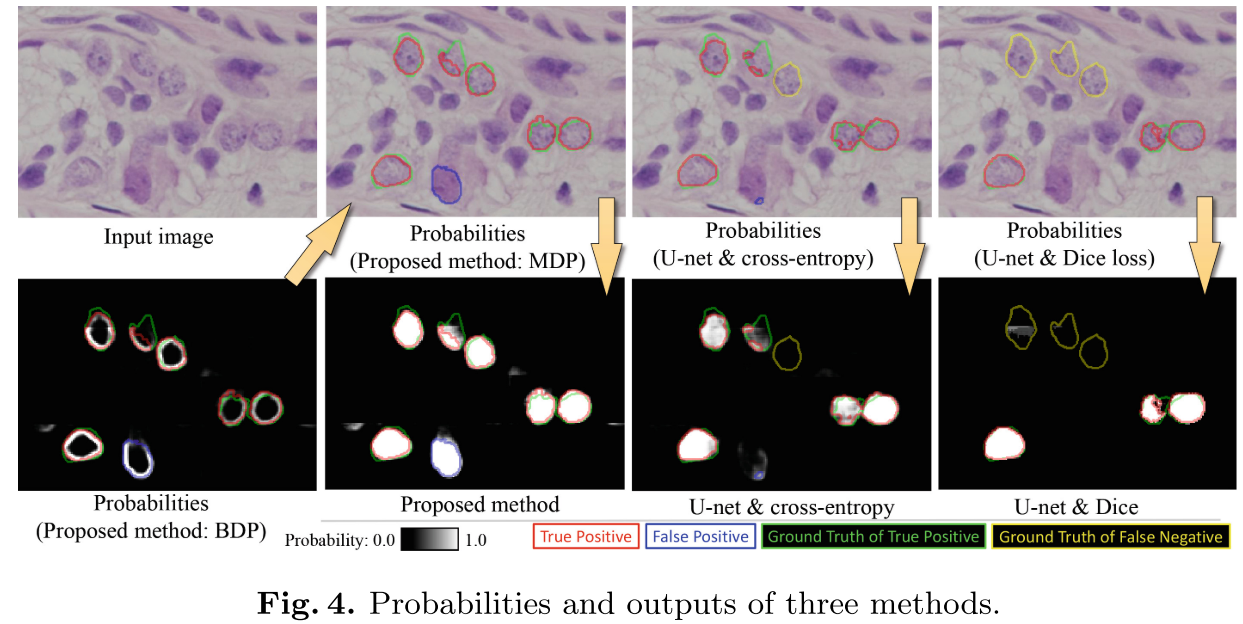 Input image
Probabilities
(Proposed method: MDP)
Probabilities
(U-net & cross-entropy)
Probabilities
(U-net & Dice loss)
Probabilities
(Proposed method: BDP)
Proposed method
U-net & cross-entropy
U-net & Dice
Probability: 0.0 1.0
True Positive
False Positive
Ground Truth of True Positive
Ground Truth of False Negative
Fig. 4. Probabilities and outputs of three methods.